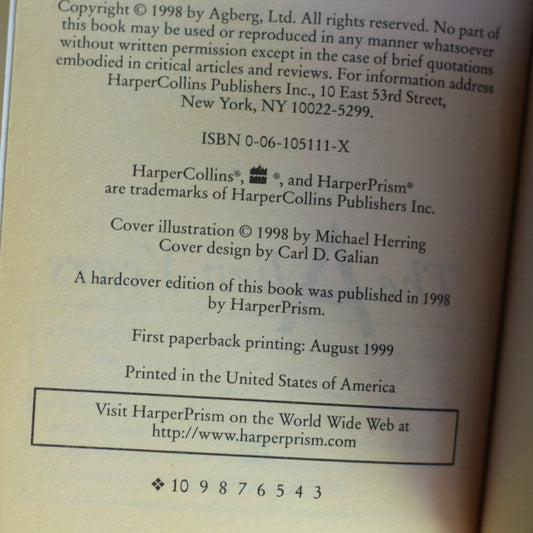 Copyright © 1998 by Agberg, Ltd. All rights reserved. No part of
this book may be used or reproduced in any manner whatsoever
without written permission except in the case of brief quotations
embodied in critical articles and reviews. For information address
HarperCollins Publishers Inc., 10 East 53rd Street,
New York, NY 10022-5299.
ISBN 0-06-105111-X
HarperCollins®, ®, and HarperPrism®
are trademarks of HarperCollins Publishers Inc.
Cover illustration © 1998 by Michael Herring
Cover design by Carl D. Galian
A hardcover edition of this book was published in 1998
by HarperPrism.
First paperback printing: August 1999
Printed in the United States of America
Visit HarperPrism on the World Wide Web at
http://www.harperprism.com
❖ 10 9 8 7 6 5 4 3